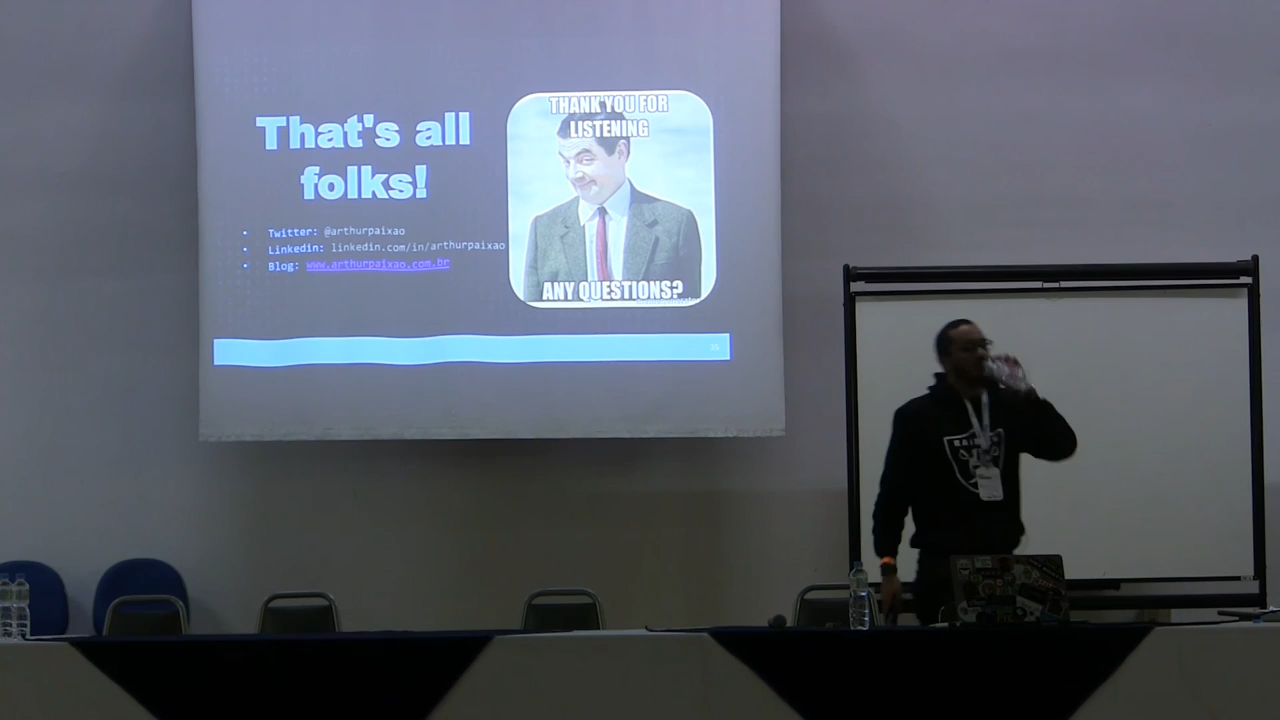 That's all
folks!
• Twitter: @arthurpaixao
• Linkedin: linkedin.com/in/arthurpaixao
• Blog: www.arthurpaixao.com.br
THANK YOU FOR
LISTENING
ANY QUESTIONS?